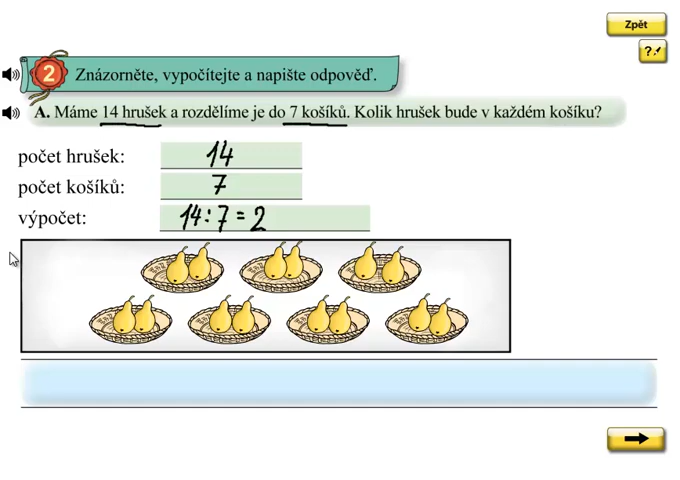 Zpět
?
2 Znázorněte, vypočítejte a napište odpověď.
A. Máme 14 hrušek a rozdělíme je do 7 košíků. Kolik hrušek bude v každém košíku?
počet hrušek: 14
počet košíků: 7
výpočet: 14:7=2